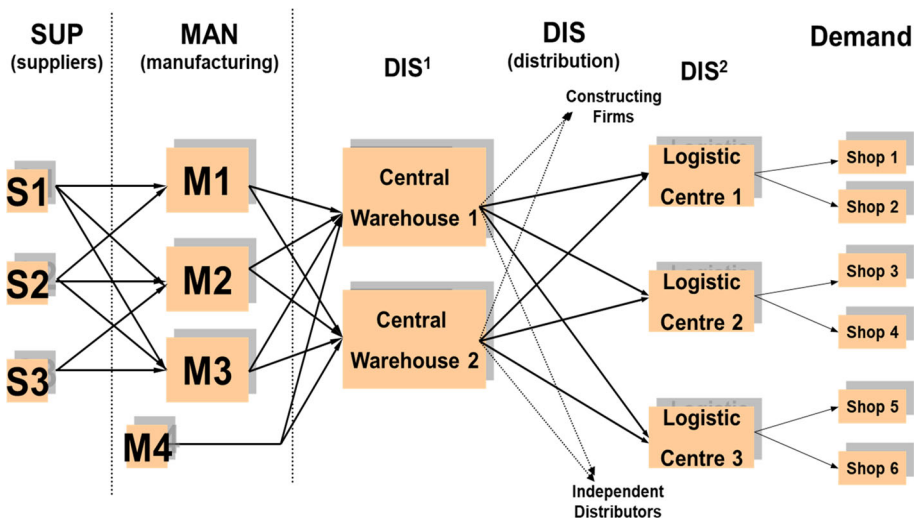 SUP
(suppliers)
MAN
(manufacturing)
DIS¹
DIS
(distribution)
DIS²
Demand
Constructing
Firms
S1
S2
S3
M1
M2
M3
M4
Central
Warehouse 1
Central
Warehouse 2
Logistic
Centre 1
Logistic
Centre 2
Logistic
Centre 3
Shop 1
Shop 2
Shop 3
Shop 4
Shop 5
Shop 6
Independent
Distributors